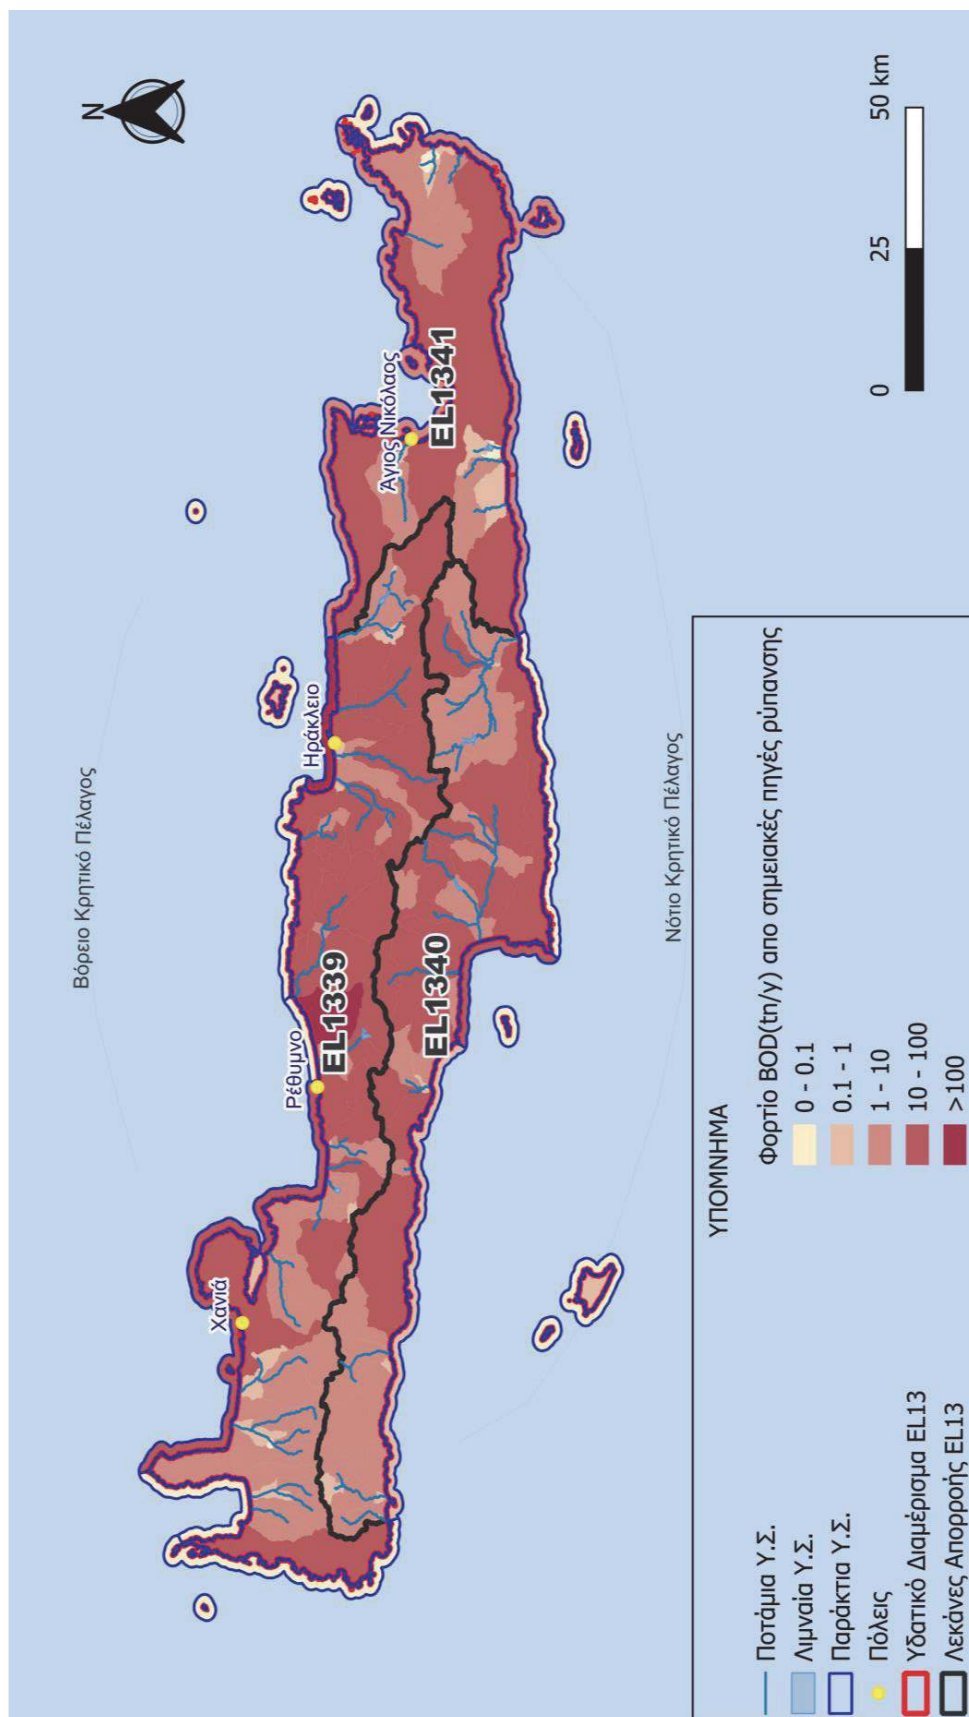 N
Βόρειο Κρητικό Πέλαγος
Χανιά
Ρέθυμνο
Ηράκλειο
Άγιος Νικόλαος
EL1339
EL1340
EL1341
Νότιο Κρητικό Πέλαγος
0 25 50 km
ΥΠΟΜΝΗΜΑ
Ποτάμια Υ.Σ.
Λιμναία Υ.Σ.
Παράκτια Υ.Σ.
Πόλεις
Υδατικό Διαμέρισμα EL13
Λεκάνες Απορροής EL13
Φορτίο BOD(tn/y) απο σημειακές πηγές ρύπανσης
0 - 0.1
0.1 - 1
1 - 10
10 - 100
>100